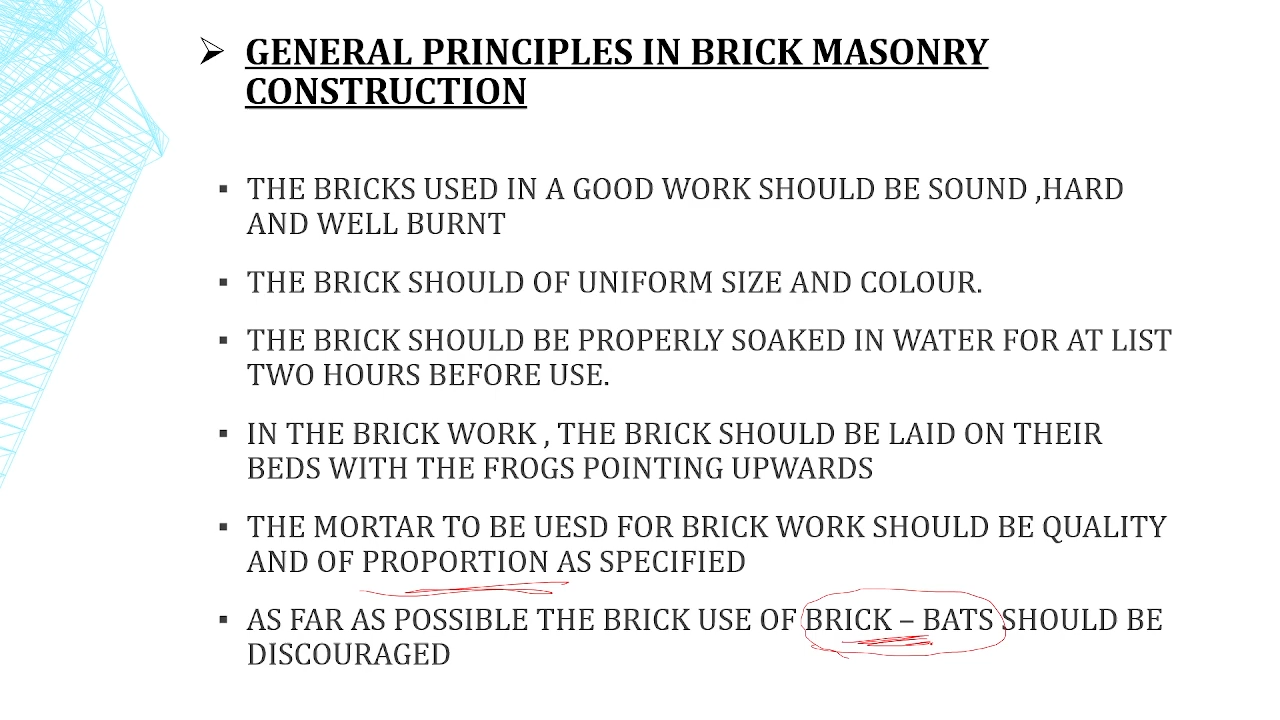 GENERAL PRINCIPLES IN BRICK MASONRY
CONSTRUCTION
THE BRICKS USED IN A GOOD WORK SHOULD BE SOUND ,HARD
AND WELL BURNT
THE BRICK SHOULD OF UNIFORM SIZE AND COLOUR.
THE BRICK SHOULD BE PROPERLY SOAKED IN WATER FOR AT LIST
TWO HOURS BEFORE USE.
IN THE BRICK WORK , THE BRICK SHOULD BE LAID ON THEIR
BEDS WITH THE FROGS POINTING UPWARDS
THE MORTAR TO BE UESD FOR BRICK WORK SHOULD BE QUALITY
AND OF PROPORTION AS SPECIFIED
AS FAR AS POSSIBLE THE BRICK USE OF BRICK – BATS SHOULD BE
DISCOURAGED